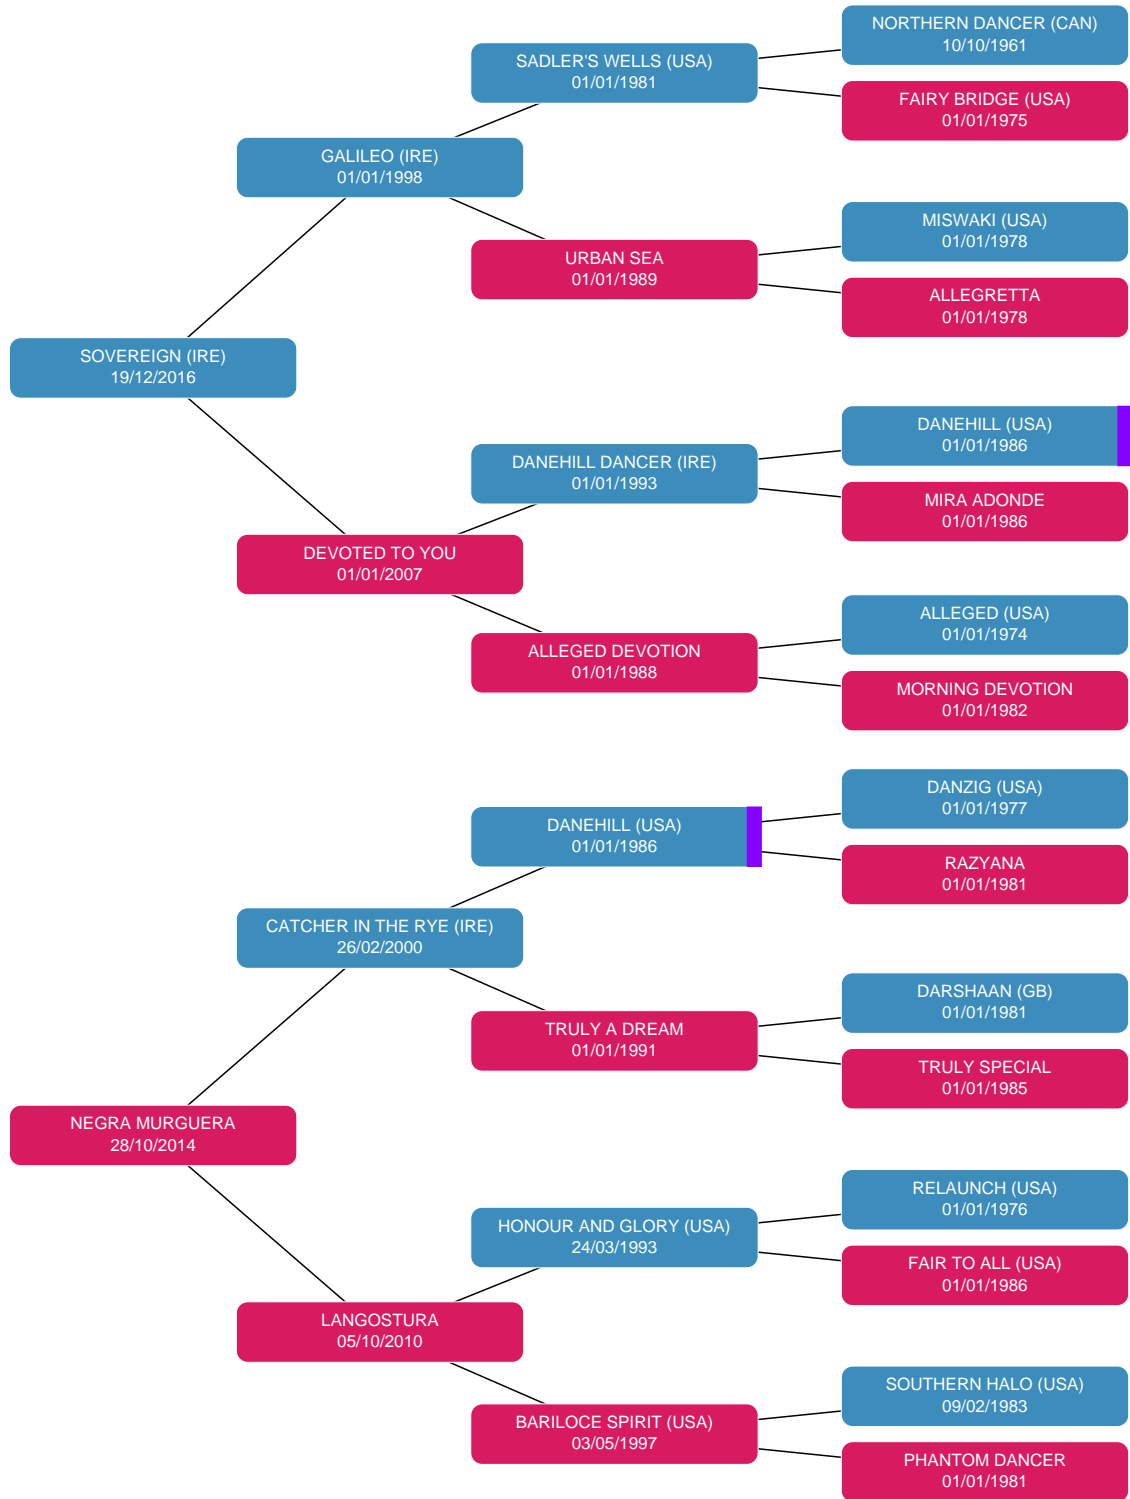 NORTHERN DANCER (CAN)
10/10/1961
SADLER'S WELLS (USA)
01/01/1981
FAIRY BRIDGE (USA)
01/01/1975
GALILEO (IRE)
01/01/1998
MISWAKI (USA)
01/01/1978
URBAN SEA
01/01/1989
ALLEGRETTA
01/01/1978
SOVEREIGN (IRE)
19/12/2016
DANEHILL (USA)
01/01/1986
DANEHILL DANCER (IRE)
01/01/1993
MIRA ADONDE
01/01/1986
DEVOTED TO YOU
01/01/2007
ALLEGED (USA)
01/01/1974
ALLEGED DEVOTION
01/01/1988
MORNING DEVOTION
01/01/1982
DANZIG (USA)
01/01/1977
DANEHILL (USA)
01/01/1986
RAZYANA
01/01/1981
CATCHER IN THE RYE (IRE)
26/02/2000
DARSHAAN (GB)
01/01/1981
TRULY A DREAM
01/01/1991
TRULY SPECIAL
01/01/1985
NEGRA MURGUERA
28/10/2014
RELAUNCH (USA)
01/01/1976
HONOUR AND GLORY (USA)
24/03/1993
FAIR TO ALL (USA)
01/01/1986
LANGOSTURA
05/10/2010
SOUTHERN HALO (USA)
09/02/1983
BARILOCE SPIRIT (USA)
03/05/1997
PHANTOM DANCER
01/01/1981